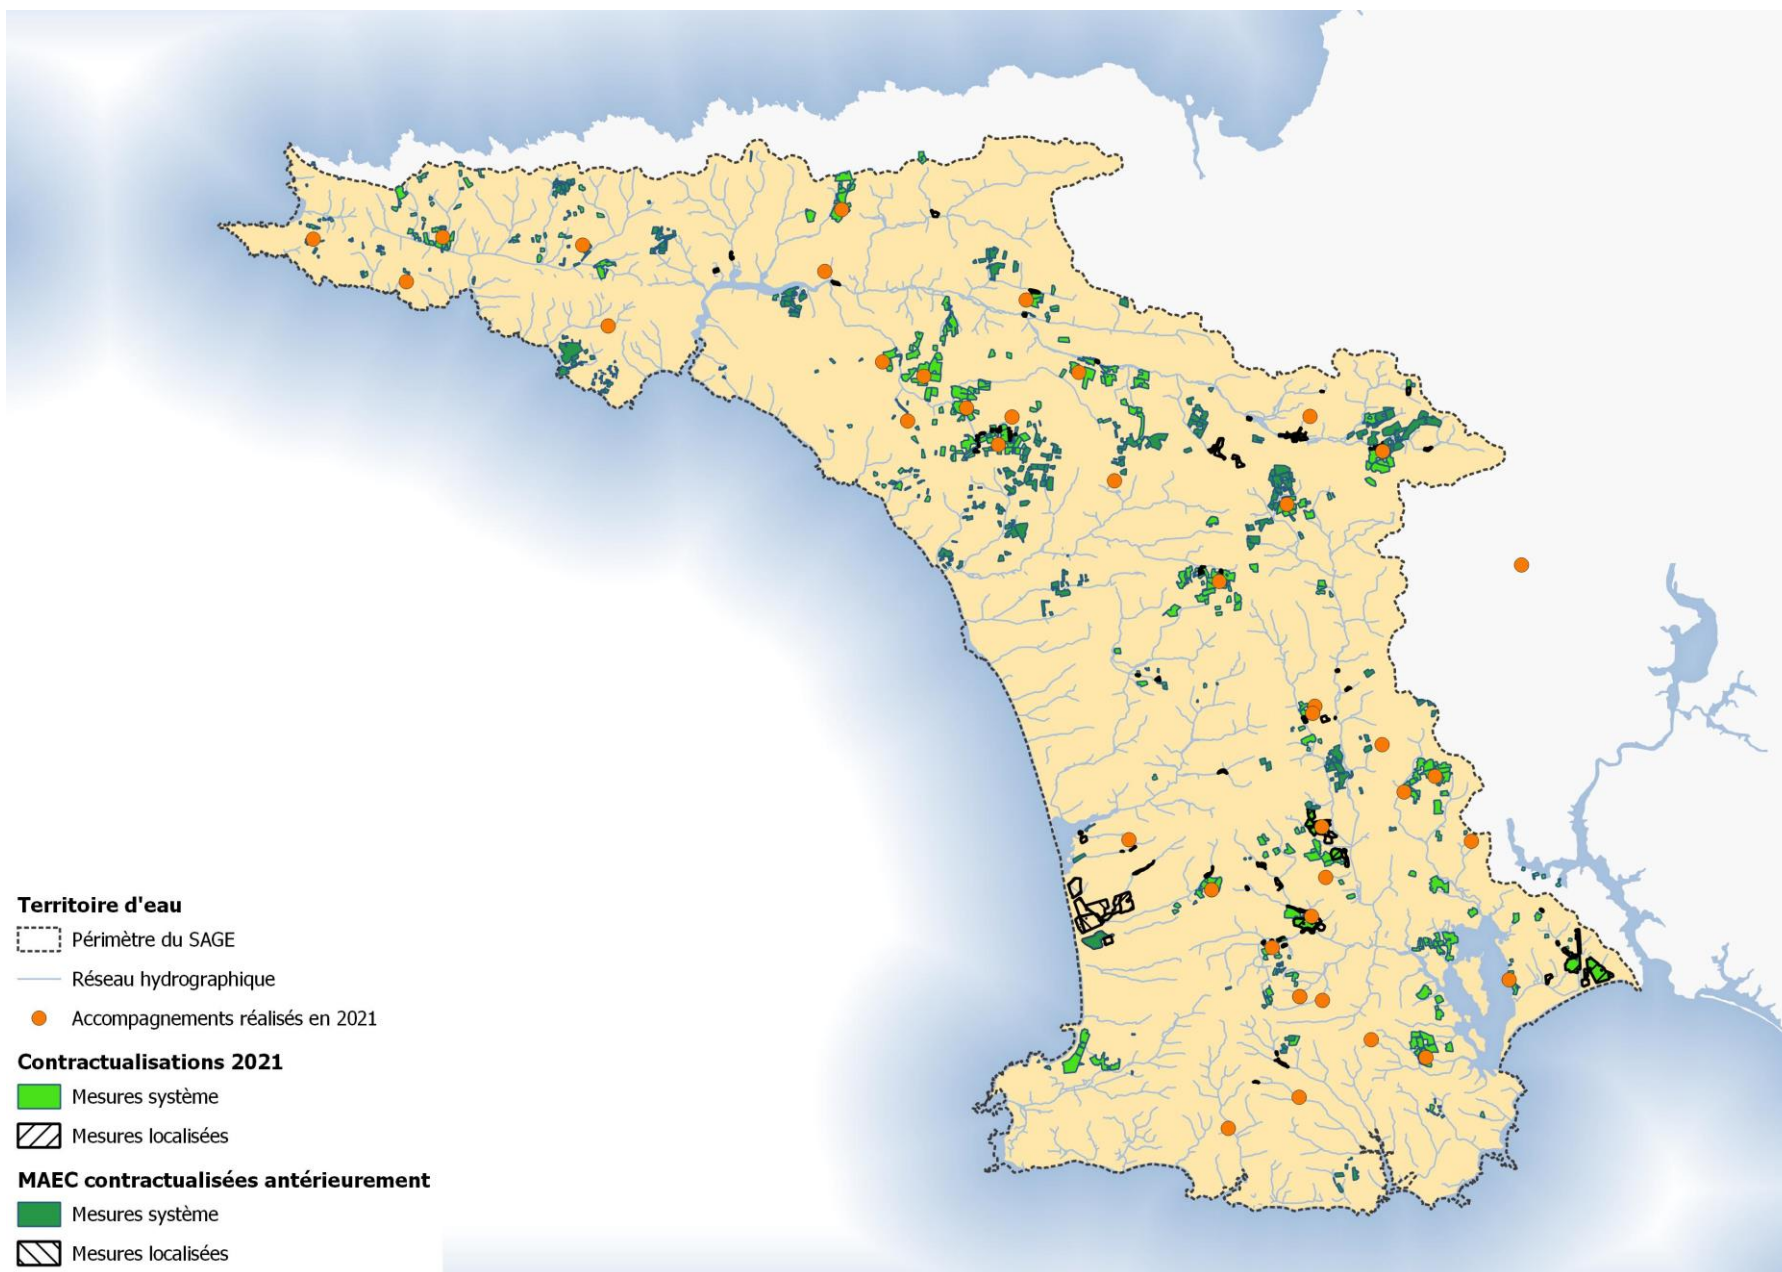 Territoire d'eau
Périmètre du SAGE
Réseau hydrographique
Accompagnements réalisés en 2021
Contractualisations 2021
Mesures système
Mesures localisées
MAEC contractualisées antérieurement
Mesures système
Mesures localisées